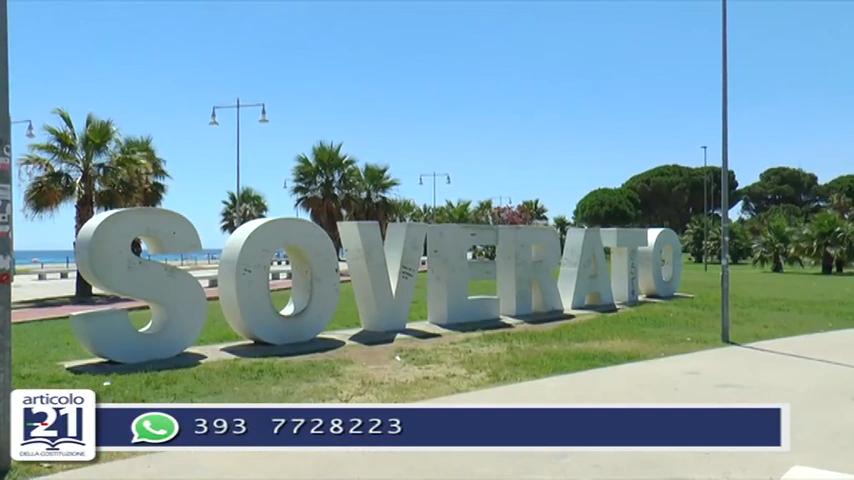 SOVERATO
articolo
21
DELLA COSTITUZIONE
393 7728223